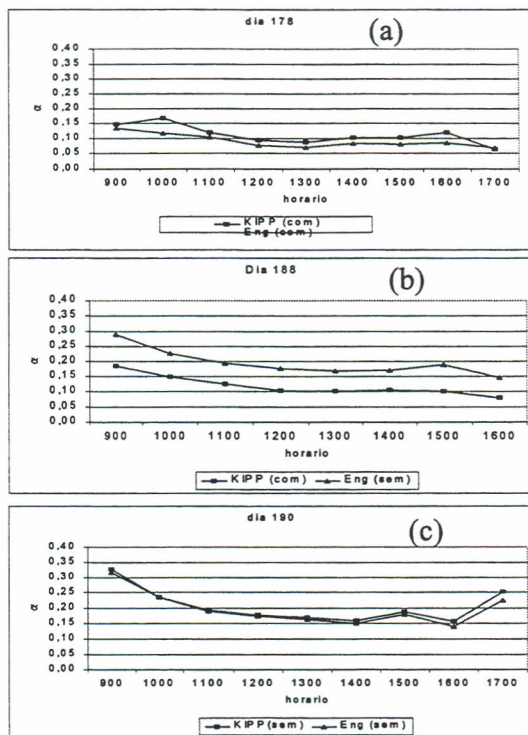 dia 178
(a)
0,40
0,35
0,30
0,25
0,20
0,15
0,10
0,05
0,00
α
900 1000 1100 1200 1300 1400 1500 1600 1700
horario
KIPP (com)
Eng (com)
Dia 188
(b)
0,40
0,35
0,30
0,25
0,20
0,15
0,10
0,05
0,00
α
900 1000 1100 1200 1300 1400 1500 1600
horario
KIPP (com) Eng (sem)
dia 190
(c)
0,40
0,35
0,30
0,25
0,20
0,15
0,10
0,05
0,00
α
900 1000 1100 1200 1300 1400 1500 1600 1700
horario
KIPP (sem) Eng (sem)